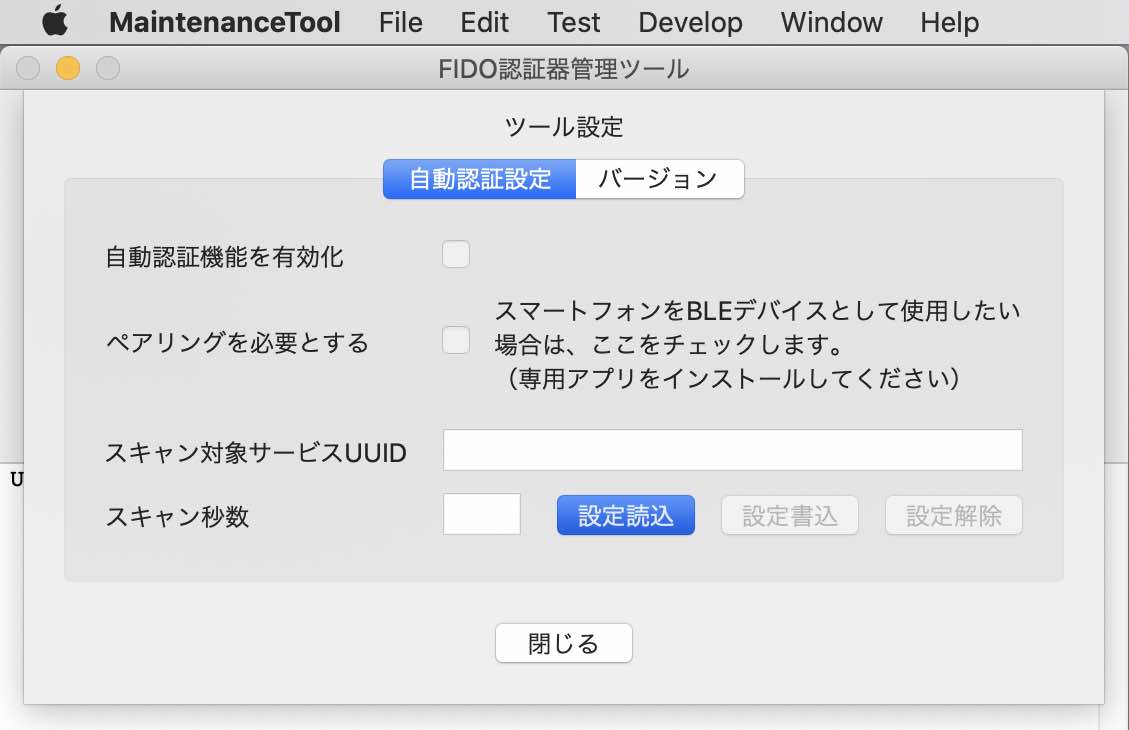 MaintenanceTool File Edit Test Develop Window Help
FIDO認証器管理ツール
ツール設定
自動認証設定 バージョン
自動認証機能を有効化
スマートフォンをBLEデバイスとして使用したい
ペアリングを必要とする 場合は、ここをチェックします。
（専用アプリをインストールしてください）
スキャン対象サービスUUID
U
スキャン秒数 設定読込 設定書込 設定解除
閉じる